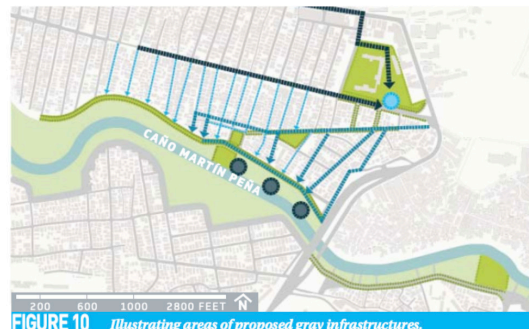 CAÑO MARTÍN PEÑA
200 600 1000 2800 FEET N
FIGURE 10 Illustrating areas of proposed gray infrastructures.